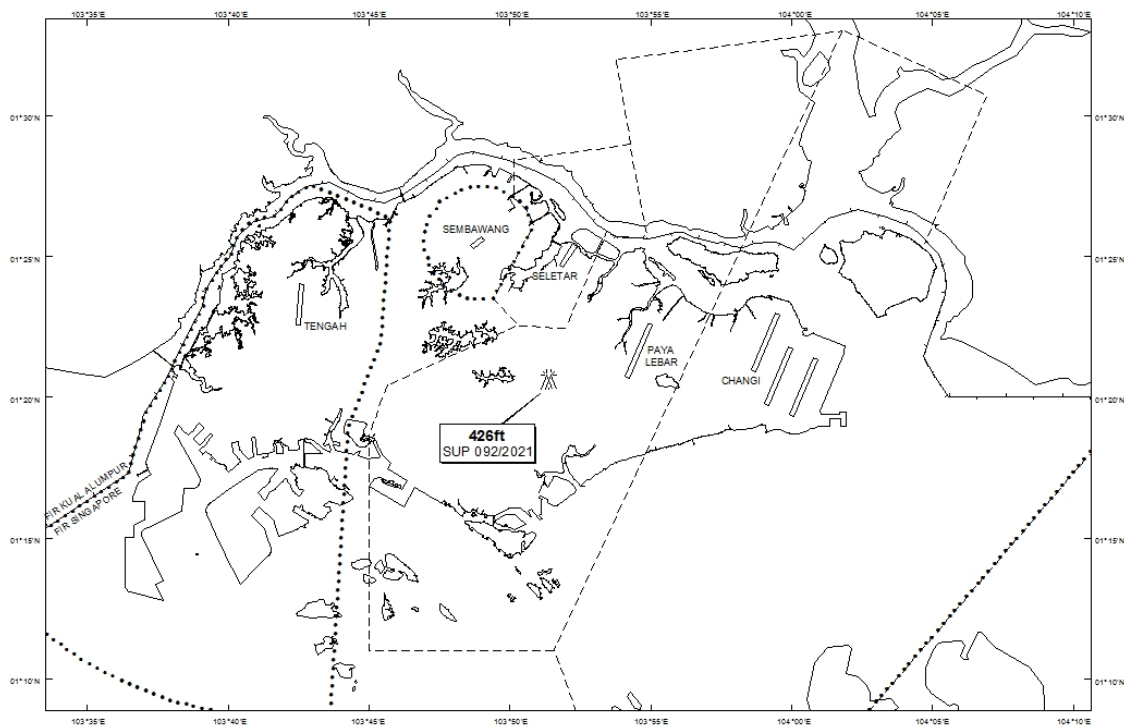 103°35'E 103°40'E 103°45'E 103°50'E 103°55'E 104°00'E 104°05'E 104°10'E
01°30'N 01°30'N
SEMBAWANG
01°25'N 01°25'N
SELETAR
TENGAH
PAYA
LEBAR
CHANGI
01°20'N 01°20'N
426ft
SUP 092/2021
FIR KUALA LUMPUR
FIR SINGAPORE
01°15'N 01°15'N
01°10'N 01°10'N
103°35'E 103°40'E 103°45'E 103°50'E 103°55'E 104°00'E 104°05'E 104°10'E